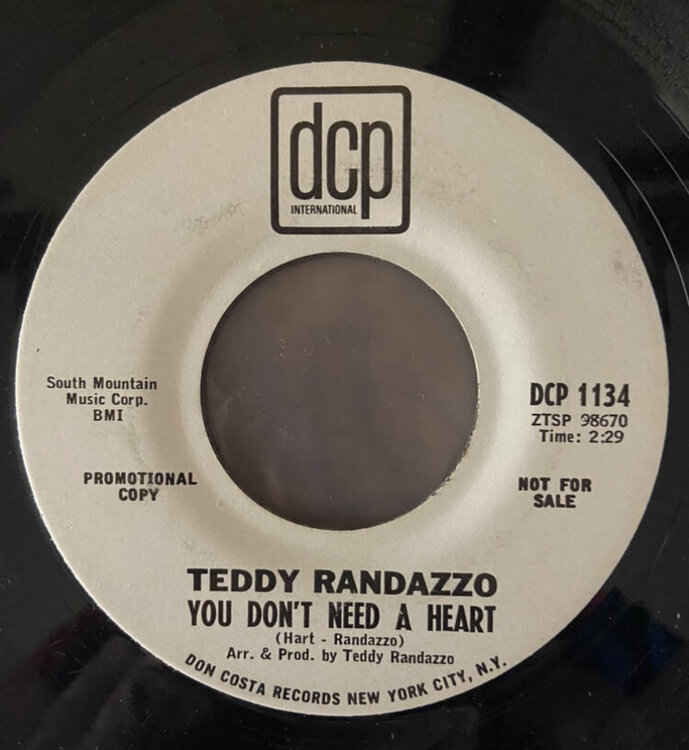 dcp
INTERNATIONAL
South Mountain
Music Corp.
BMI
PROMOTIONAL
COPY
DCP 1134
ZTSP 98670
Time: 2:29
NOT FOR
SALE
TEDDY RANDAZZO
YOU DON'T NEED A HEART
(Hart - Randazzo)
Arr. & Prod. by Teddy Randazzo
DON COSTA RECORDS NEW YORK CITY, N.Y.